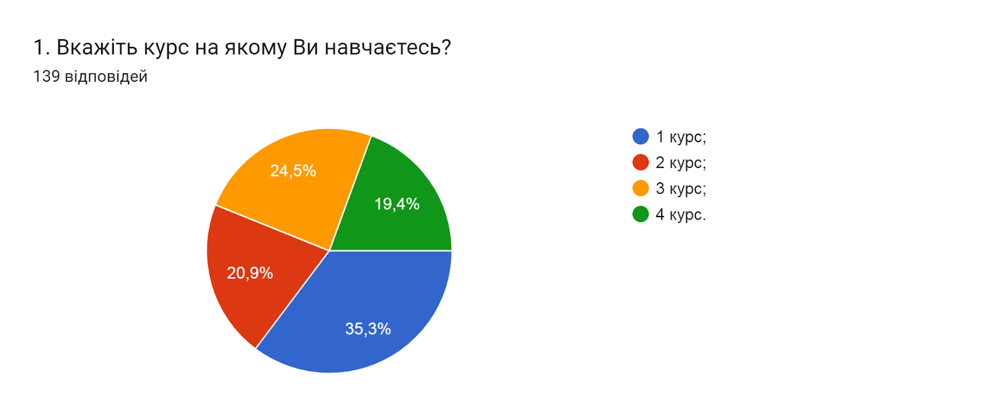 1. Вкажіть курс на якому Ви навчаєтесь?
139 відповідей
24,5%
19,4%
20,9%
35,3%
1 курс;
2 курс;
3 курс;
4 курс.